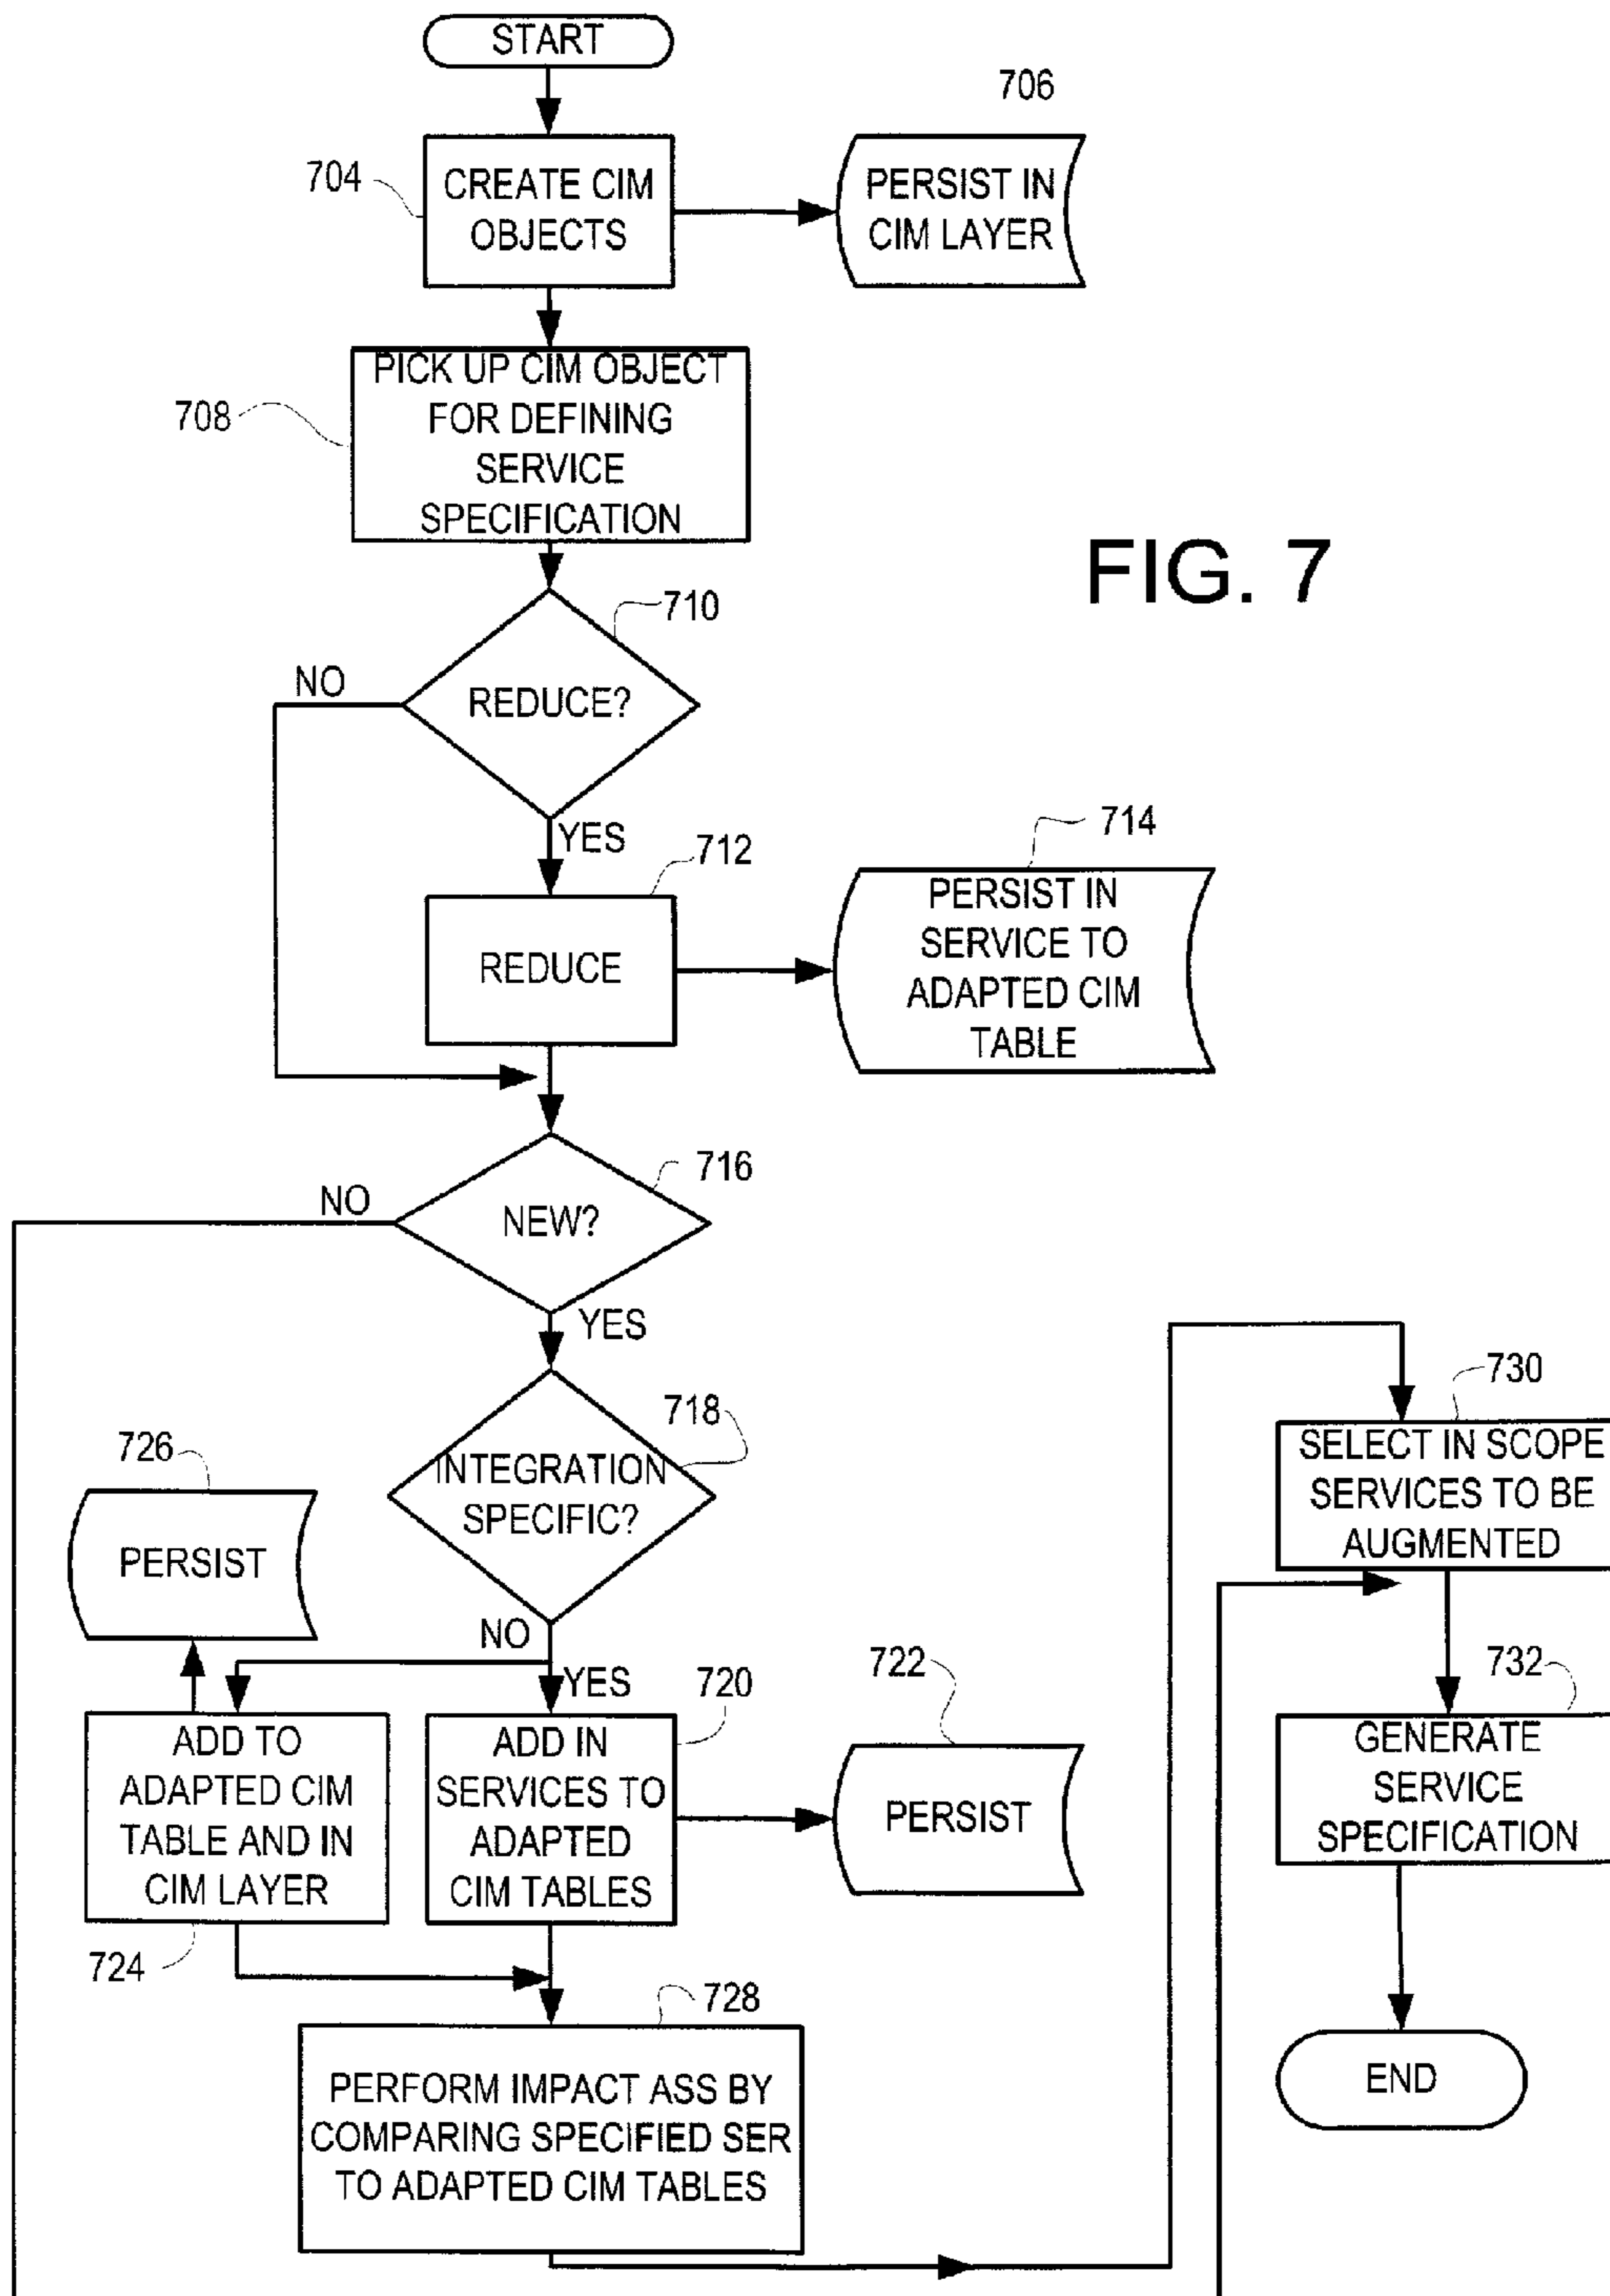 START
706
704
CREATE CIM
OBJECTS
PERSIST IN
CIM LAYER
708
PICK UP CIM OBJECT
FOR DEFINING
SERVICE
SPECIFICATION
FIG. 7
710
NO
REDUCE?
YES
712
714
REDUCE
PERSIST IN
SERVICE TO
ADAPTED CIM
TABLE
716
NO
NEW?
YES
718
INTEGRATION
SPECIFIC?
726
PERSIST
NO
YES
720
722
ADD TO
ADAPTED CIM
TABLE AND IN
CIM LAYER
724
ADD IN
SERVICES TO
ADAPTED
CIM TABLES
PERSIST
728
PERFORM IMPACT ASS BY
COMPARING SPECIFIED SER
TO ADAPTED CIM TABLES
730
SELECT IN SCOPE
SERVICES TO BE
AUGMENTED
732
GENERATE
SERVICE
SPECIFICATION
END